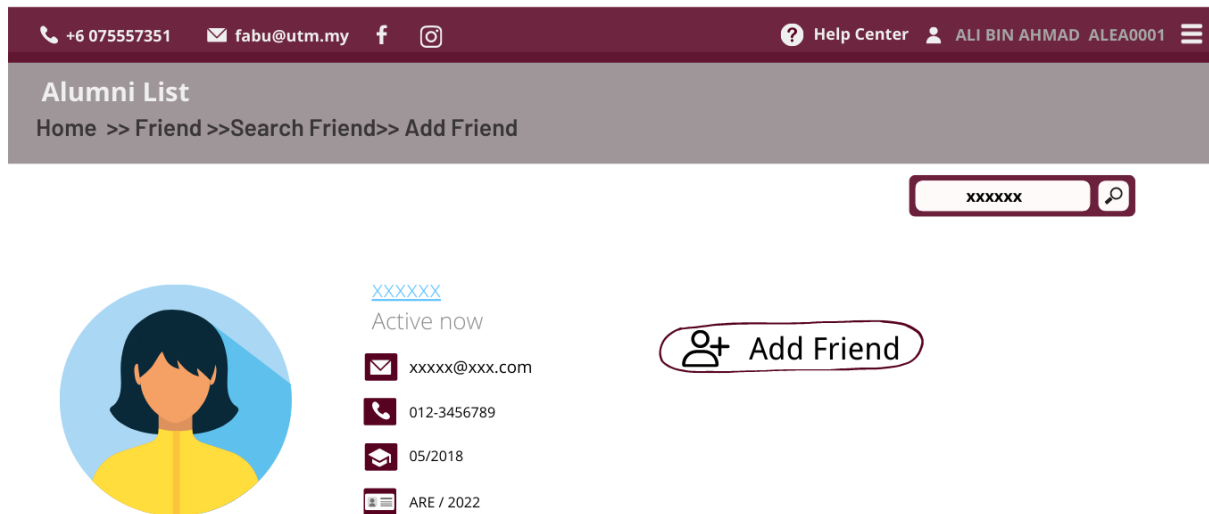 +6 075557351 fabu@utm.my Help Center ALI BIN AHMAD ALEA0001
Alumni List
Home >> Friend >>Search Friend>> Add Friend
xxxxxx
xxxxxx
Active now
xxxxx@xxx.com
Add Friend
012-3456789
05/2018
ARE / 2022